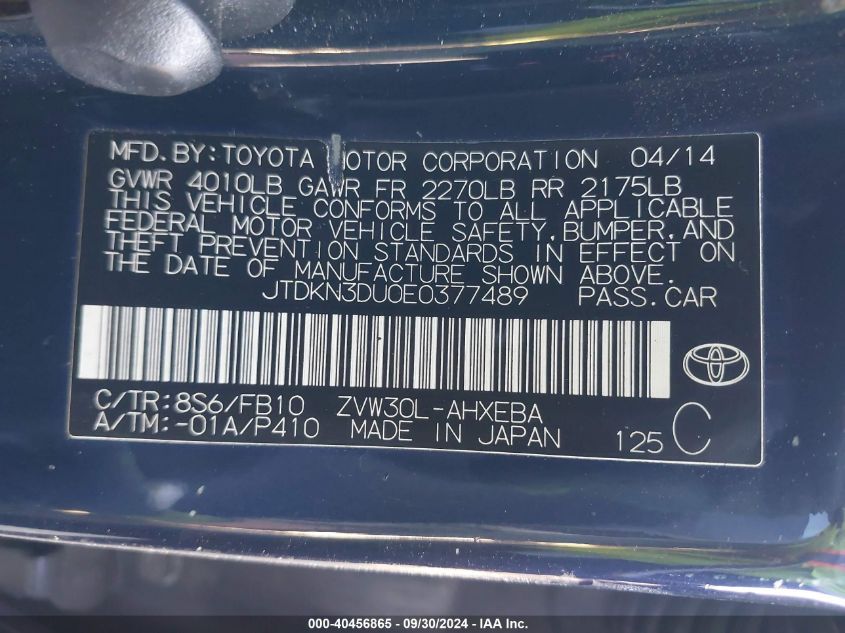 MFD. BY: TOYOTA MOTOR CORPORATION 04/14
GVWR 4010LB GAWR FR 2270LB RR 2175LB
THIS VEHICLE CONFORMS TO ALL APPLICABLE
FEDERAL MOTOR VEHICLE SAFETY, BUMPER, AND
THEFT PREVENTION STANDARDS IN EFFECT ON
THE DATE OF MANUFACTURE SHOWN ABOVE.
JTDKN3DU0E0377489 PASS. CAR
C/TR: 8S6/FB10 ZVW30L-AHXEBA
A/TM: -01A/P410 MADE IN JAPAN 125 C
000-40456865 - 09/30/2024 - IAA Inc.